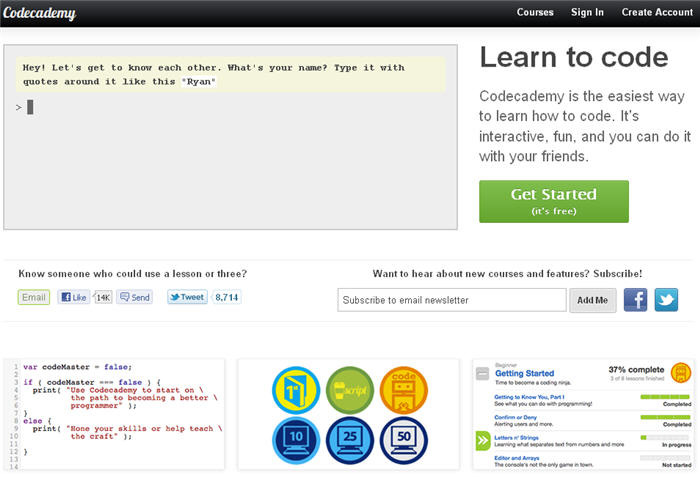 Codecademy
Courses Sign In Create Account
Hey! Let's get to know each other. What's your name? Type it with
quotes around it like this "Ryan"
>
Learn to code
Codecademy is the easiest way
to learn how to code. It's
interactive, fun, and you can do it
with your friends.
Get Started
(it's free)
Know someone who could use a lesson or three?
Email Like 14K Send Tweet 8,714
Want to hear about new courses and features? Subscribe!
Subscribe to email newsletter Add Me
1 var codeMaster = false;
2
3 if ( codeMaster === false ) {
4 print( "Use Codecademy to start on \
5 the path to becoming a better \
6 programmer" );
7 }
8 else {
9 print( "Hone your skills or help teach \
10 the craft" );
11
12 }
13
14
1st script code
10 25 50
Beginner
Getting Started
Time to become a coding ninja.
37% complete
3 of 8 lessons finished
Getting to Know You, Part I
See what you can do with programming!
Completed
Confirm or Deny
Alerting users and more.
Completed
Letters n' Strings
Learning what separates text from numbers and more
In progress
Editor and Arrays
The console's not the only game in town.
Not started